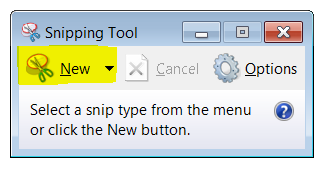 Snipping Tool
New Cancel Options
Select a snip type from the menu
or click the New button.
?